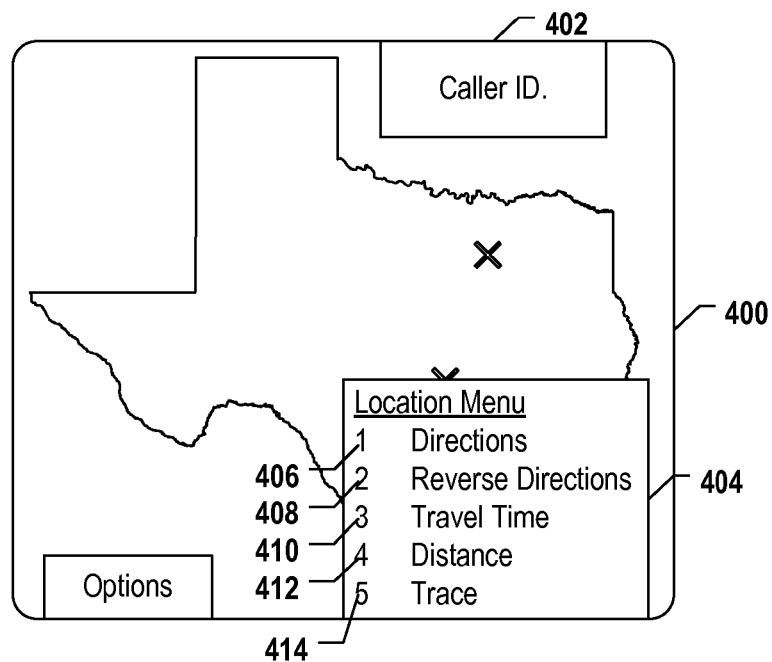 402
Caller ID.
400
Location Menu
1 Directions
406
2 Reverse Directions
404
408
3 Travel Time
410
4 Distance
412
5 Trace
Options
414